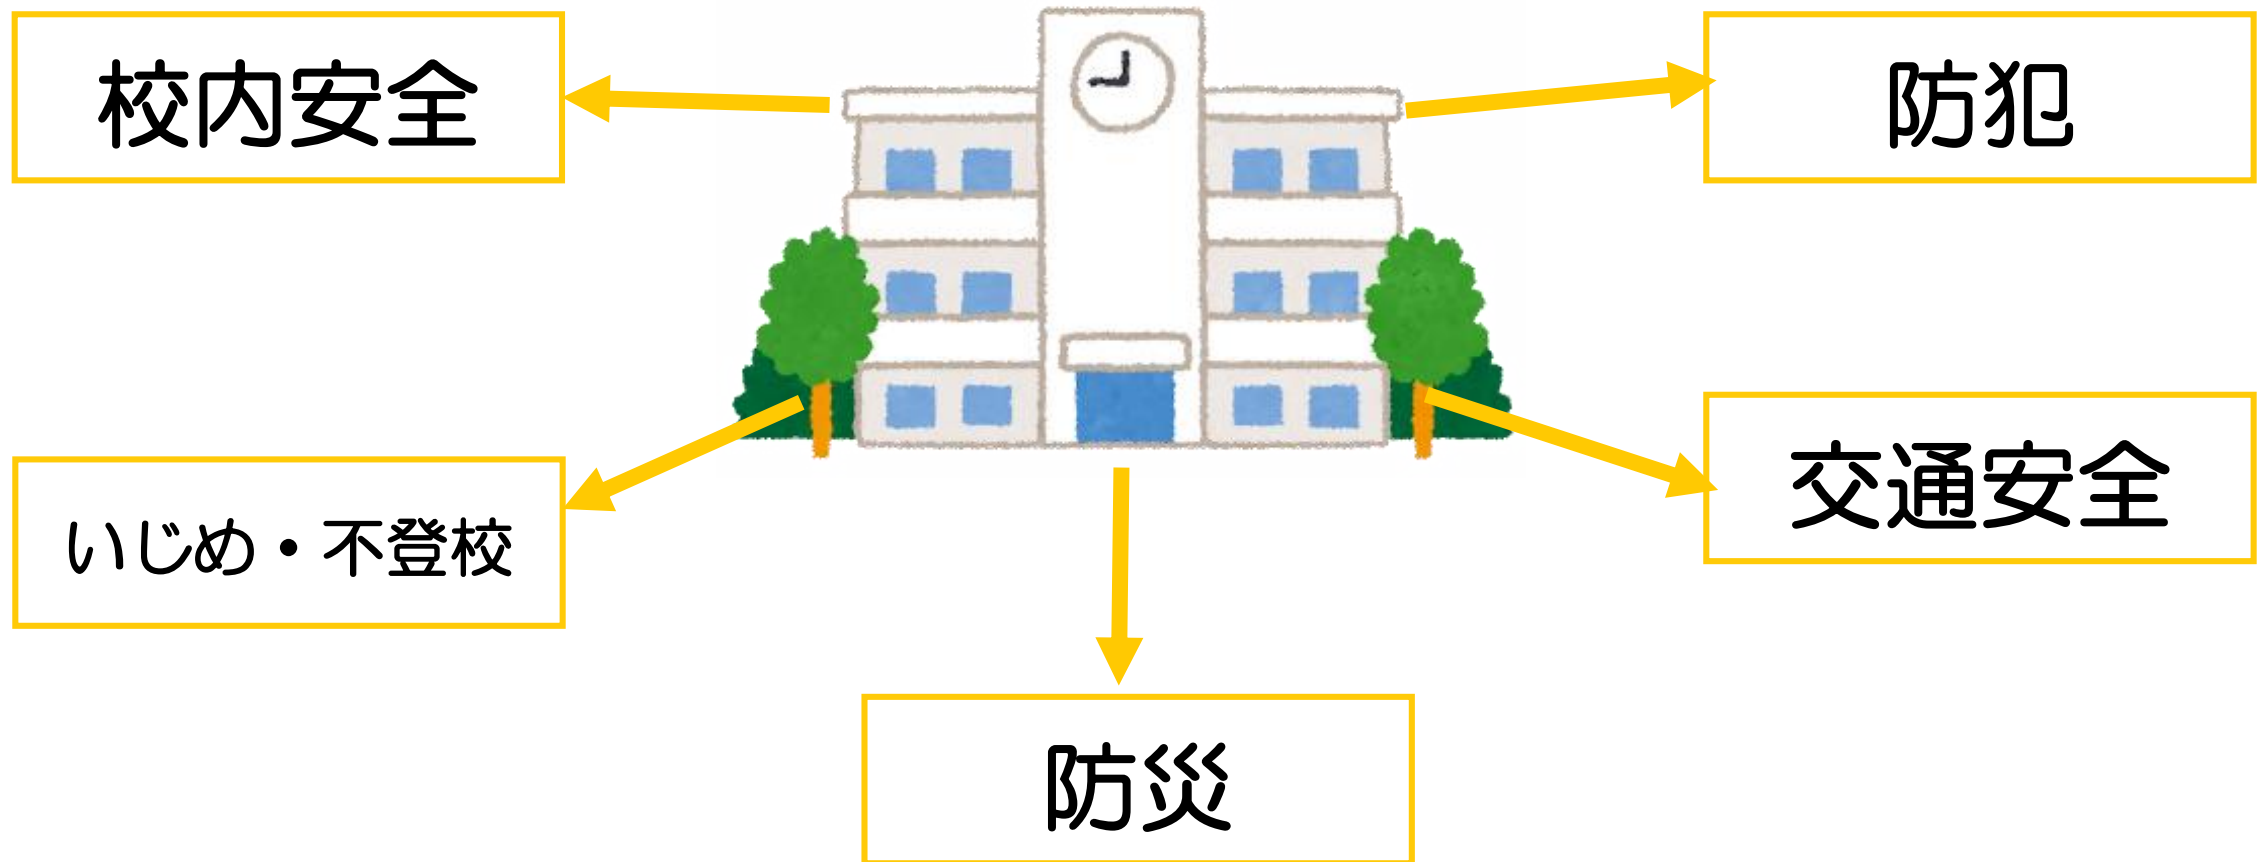 校内安全
防犯
いじめ・不登校
交通安全
防災